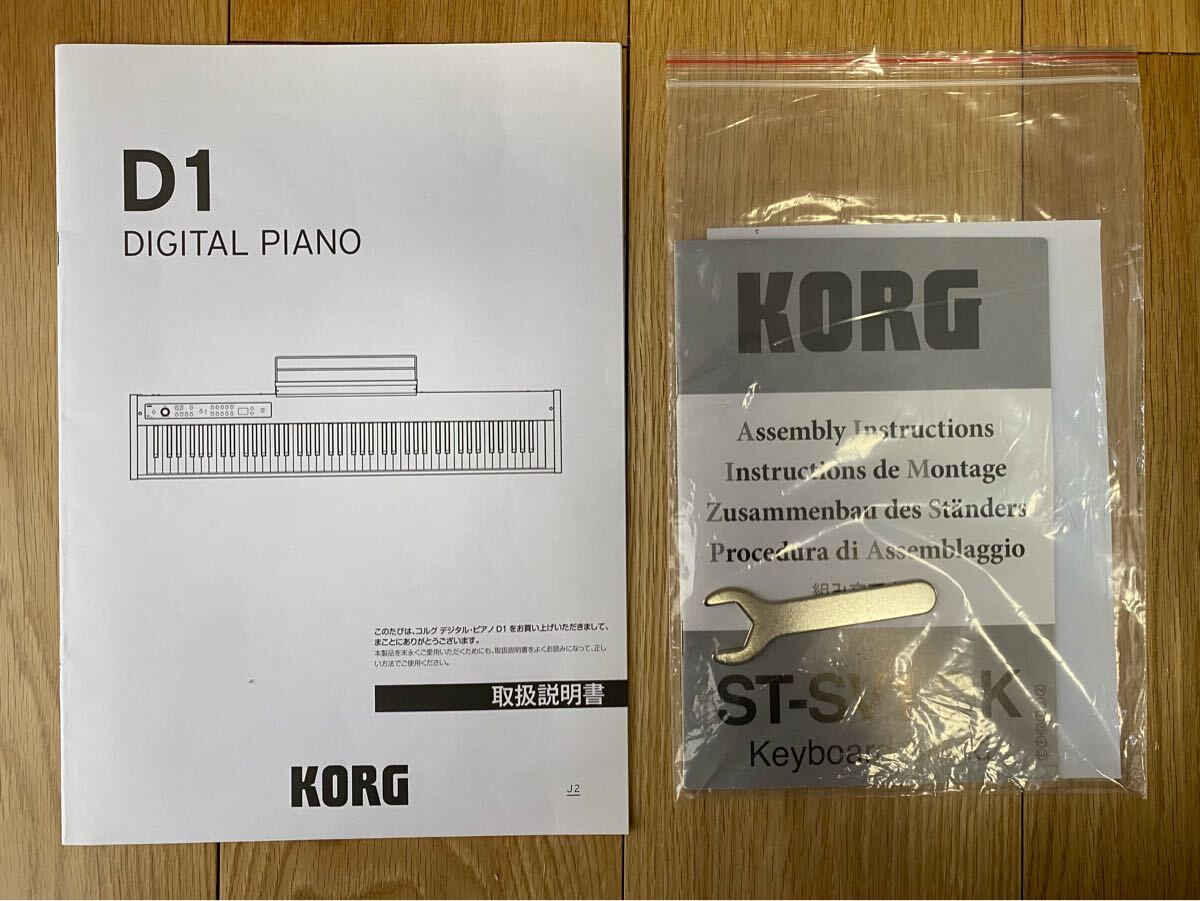 D1
DIGITAL PIANO
このたびは、コルグ デジタル・ピアノ D1 をお買い上げいただきまして、
まことにありがとうございます。
本製品を末永くご愛用いただくためにも、取扱説明書をよくお読みになって、正し
い方法でご使用ください。
取扱説明書
KORG
J2
KORG
Assembly Instructions
Instructions de Montage
Zusammenbau des Ständers
Procedura di Assemblaggio